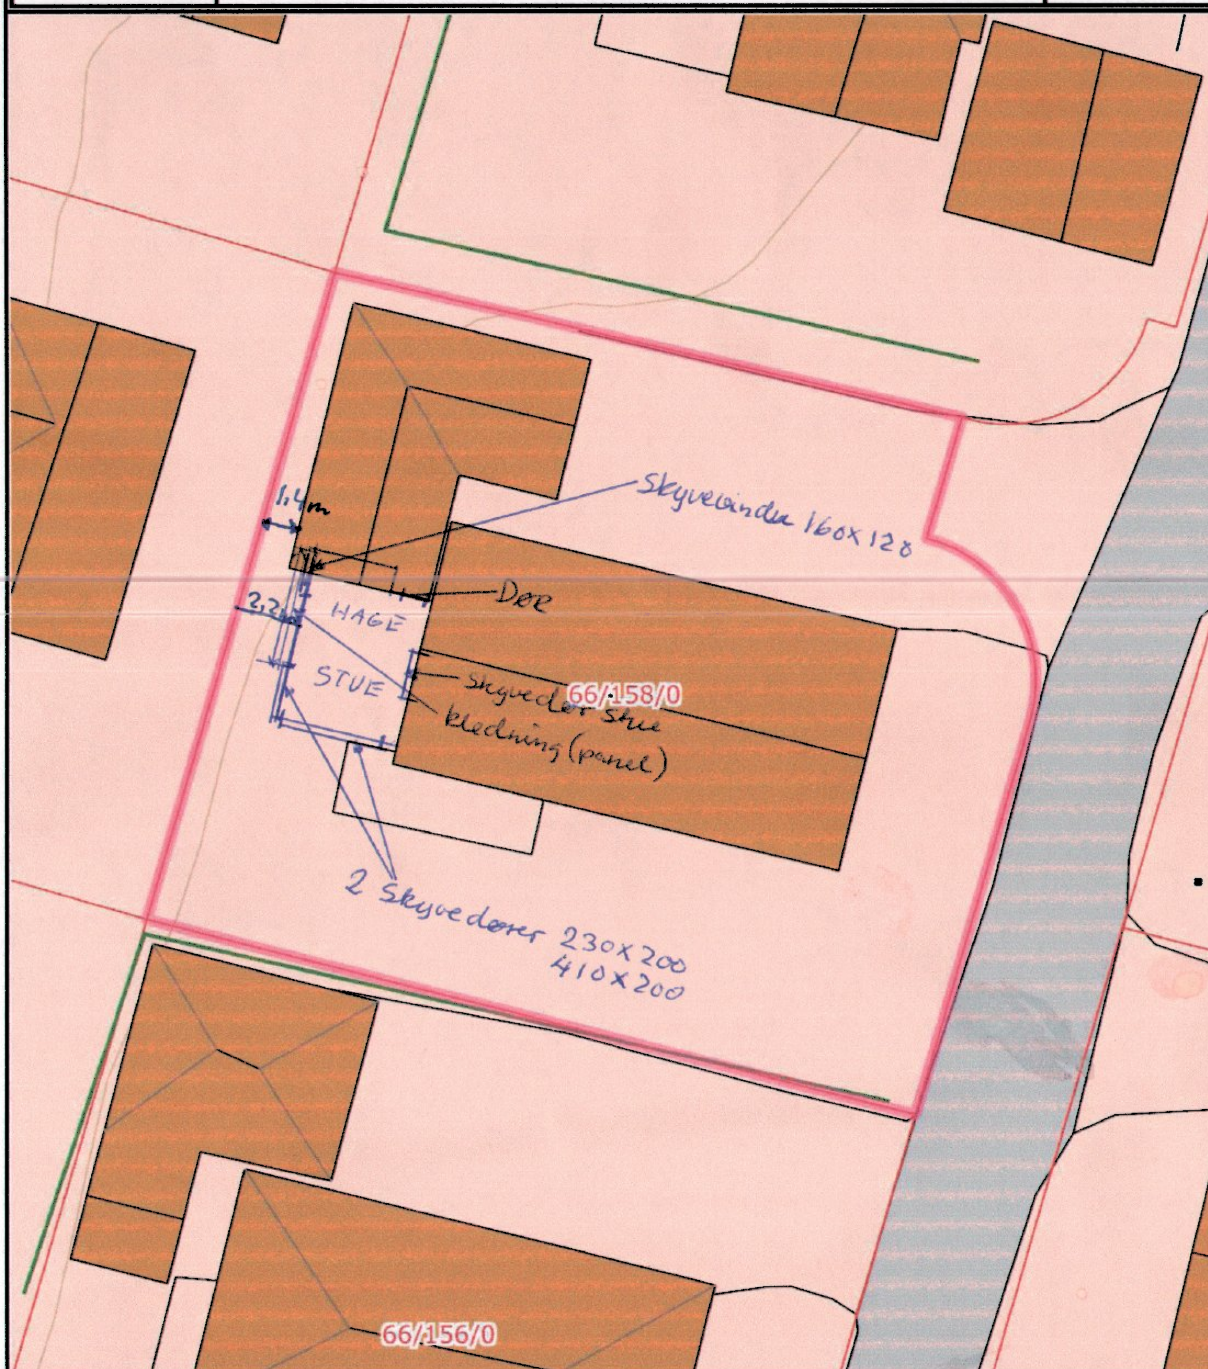 1,4m
Skyvevindu 160x120
2,2
DØR
HAGE
STUE
66/158/0
Skyvedør stue
kledning (panel)
2 Skyvedører 230x200
410x200
66/156/0